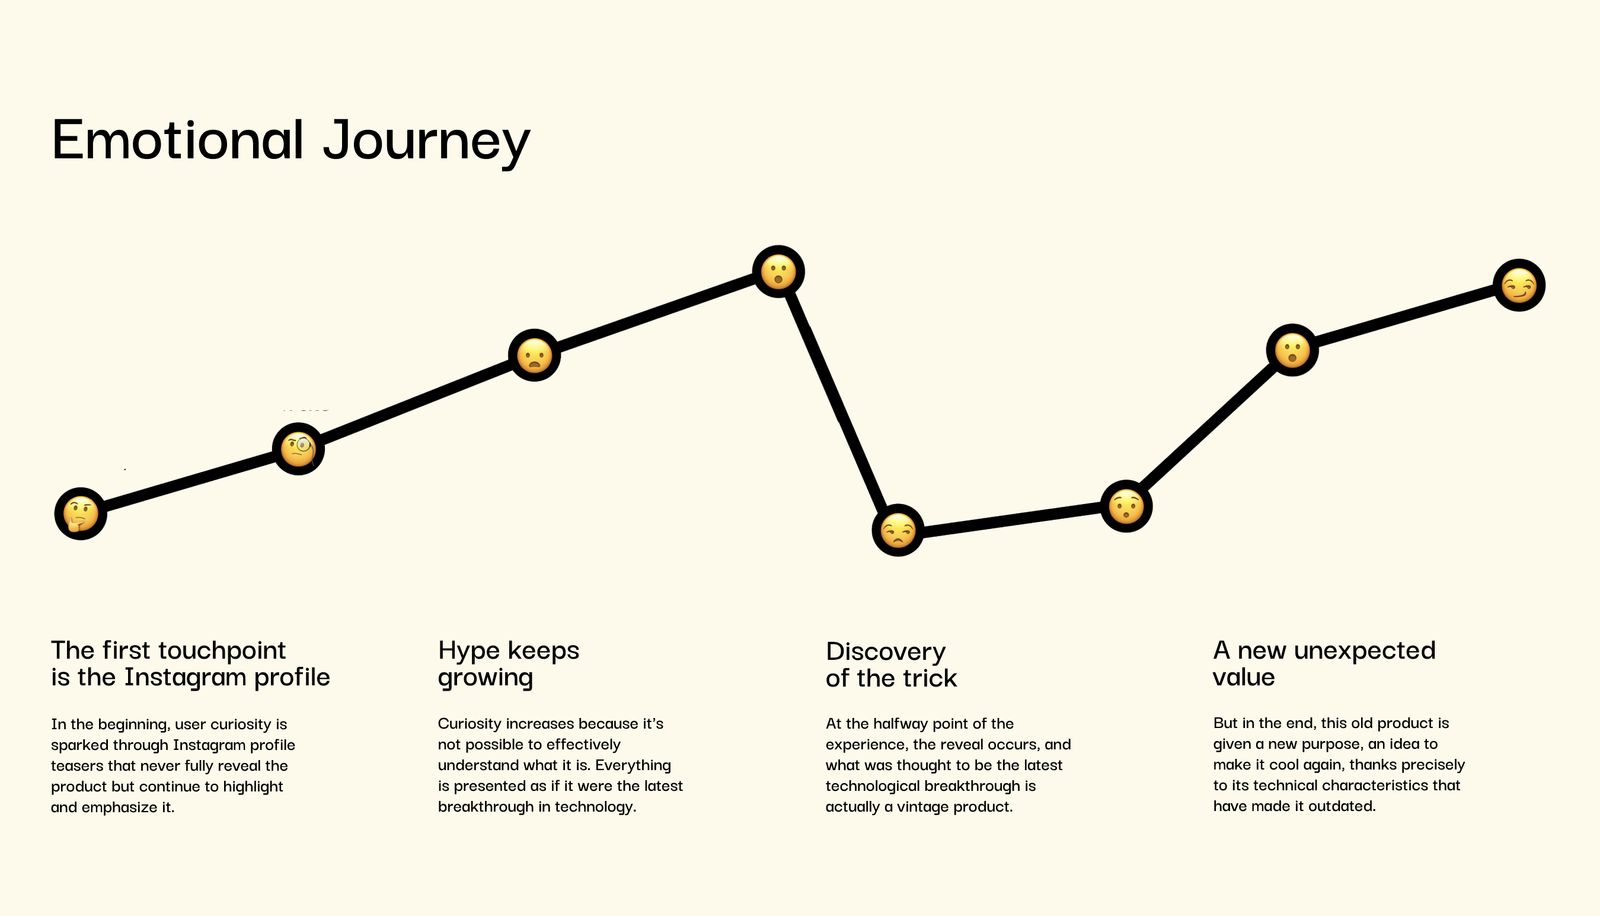 Emotional Journey
The first touchpoint
is the Instagram profile
In the beginning, user curiosity is
sparked through Instagram profile
teasers that never fully reveal the
product but continue to highlight
and emphasize it.
Hype keeps
growing
Curiosity increases because it's
not possible to effectively
understand what it is. Everything
is presented as if it were the latest
breakthrough in technology.
Discovery
of the trick
At the halfway point of the
experience, the reveal occurs, and
what was thought to be the latest
technological breakthrough is
actually a vintage product.
A new unexpected
value
But in the end, this old product is
given a new purpose, an idea to
make it cool again, thanks precisely
to its technical characteristics that
have made it outdated.